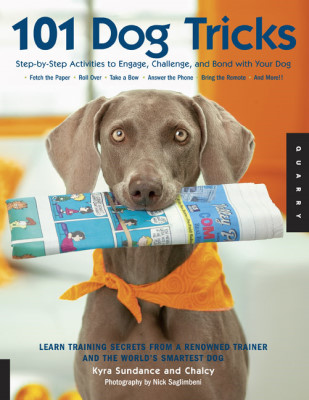 101 Dog Tricks
Step-by-Step Activities to Engage, Challenge, and Bond with Your Dog
• Fetch the Paper • Roll Over • Take a Bow • Answer the Phone • Bring the Remote • And More!!
QUARRY
LEARN TRAINING SECRETS FROM A RENOWNED TRAINER
AND THE WORLD'S SMARTEST DOG
Kyra Sundance and Chalcy
Photography by Nick Saglimbeni